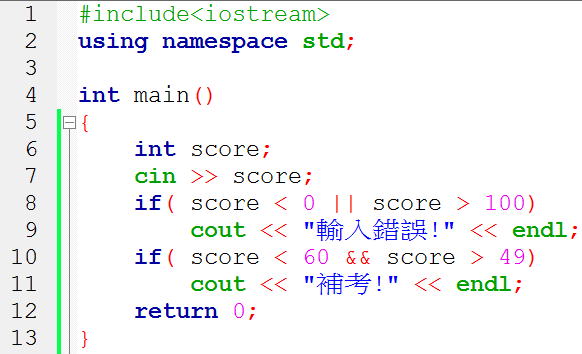 1 #include<iostream>
2 using namespace std;
3
4 int main()
5 {
6 int score;
7 cin >> score;
8 if( score < 0 || score > 100)
9 cout << "輸入錯誤!" << endl;
10 if( score < 60 && score > 49)
11 cout << "補考!" << endl;
12 return 0;
13 }